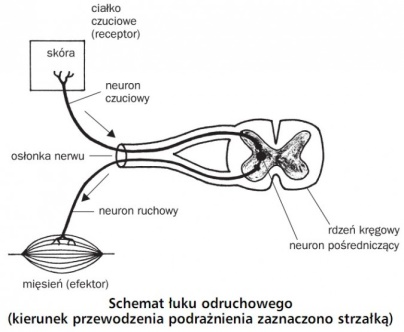 ciałko
czuciowe
(receptor)
skóra
neuron
czuciowy
osłonka nerwu
neuron ruchowy
rdzeń kręgowy
neuron pośredniczący
mięsień (efektor)
Schemat łuku odruchowego
(kierunek przewodzenia podrażnienia zaznaczono strzałką)